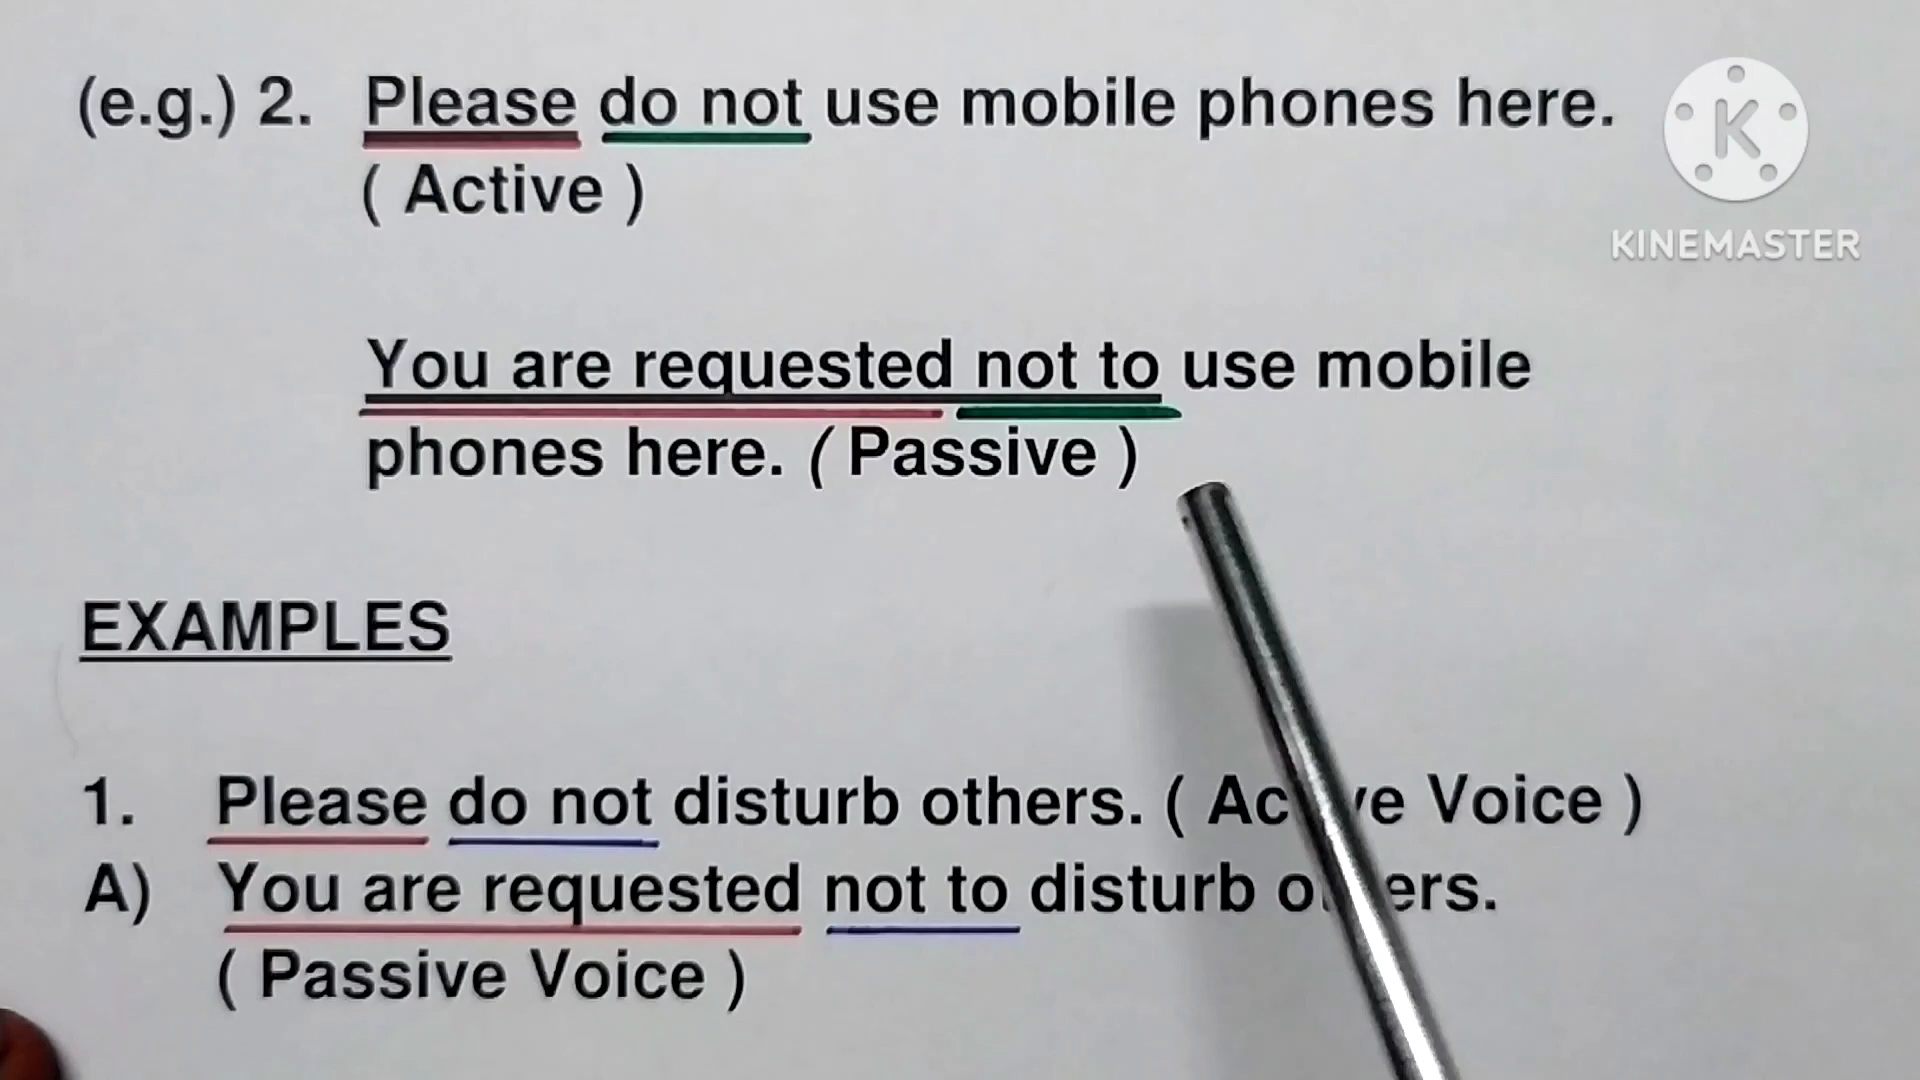 (e.g.) 2. Please do not use mobile phones here.
( Active )
K
KINEMASTER
You are requested not to use mobile
phones here. ( Passive )
EXAMPLES
1. Please do not disturb others. ( Voice )
A) You are requested not to disturb
( Passive Voice )